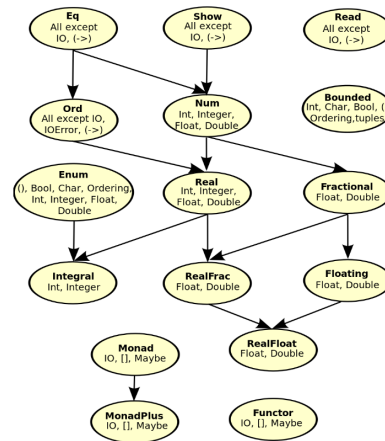 Eq
All except
IO, (->)
Show
All except
IO, (->)
Read
All except
IO, (->)
Ord
All except IO,
IOError, (->)
Num
Int, Integer,
Float, Double
Bounded
Int, Char, Bool, (
Ordering,tuples
Enum
(), Bool, Char, Ordering,
Int, Integer, Float,
Double
Real
Int, Integer,
Float, Double
Fractional
Float, Double
Integral
Int, Integer
RealFrac
Float, Double
Floating
Float, Double
Monad
IO, [], Maybe
RealFloat
Float, Double
MonadPlus
IO, [], Maybe
Functor
IO, [], Maybe